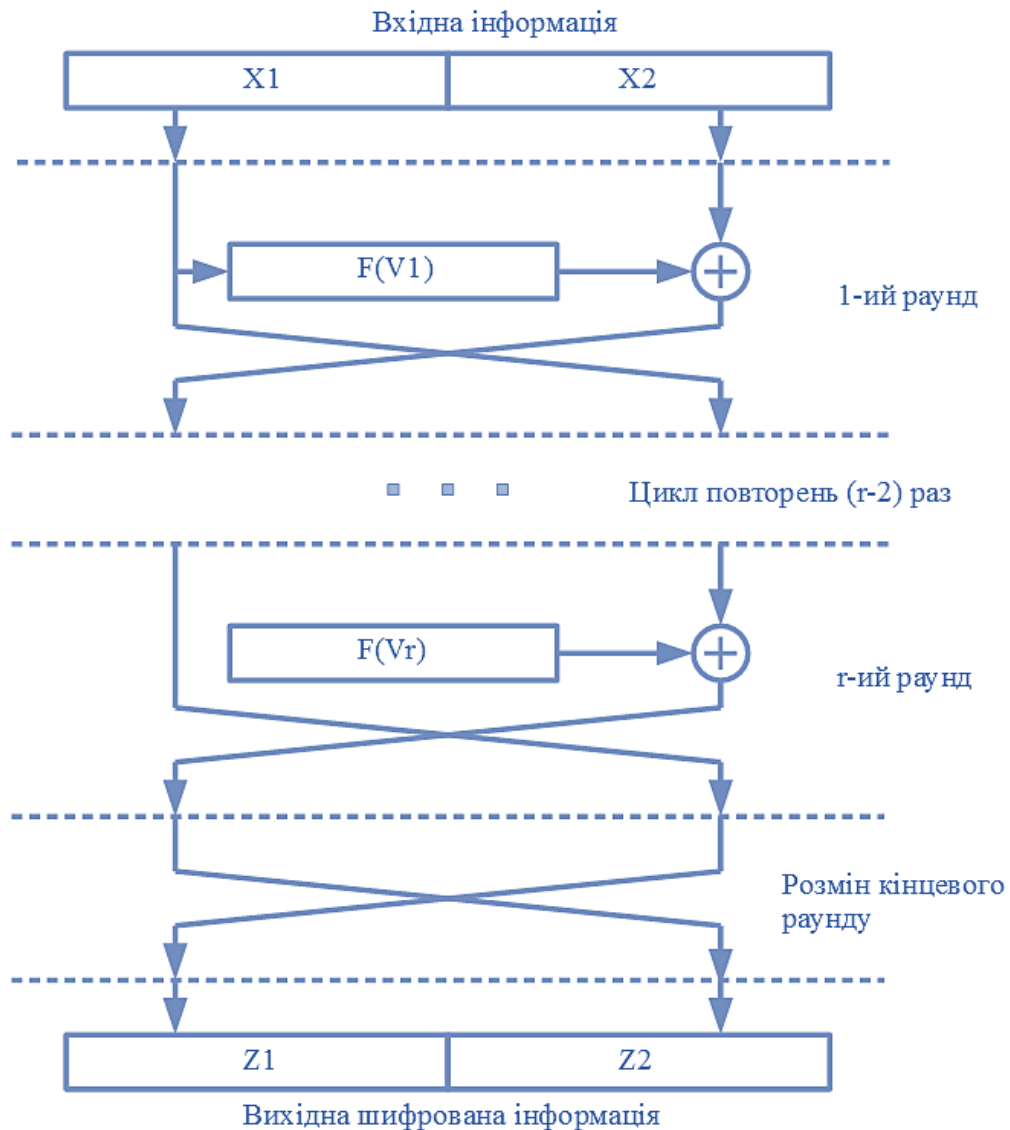 Вхідна інформація
X1
X2
F(V1)
1-ий раунд
Цикл повторень (r-2) раз
F(Vr)
r-ий раунд
Розмін кінцевого
раунду
Z1
Z2
Вихідна шифрована інформація